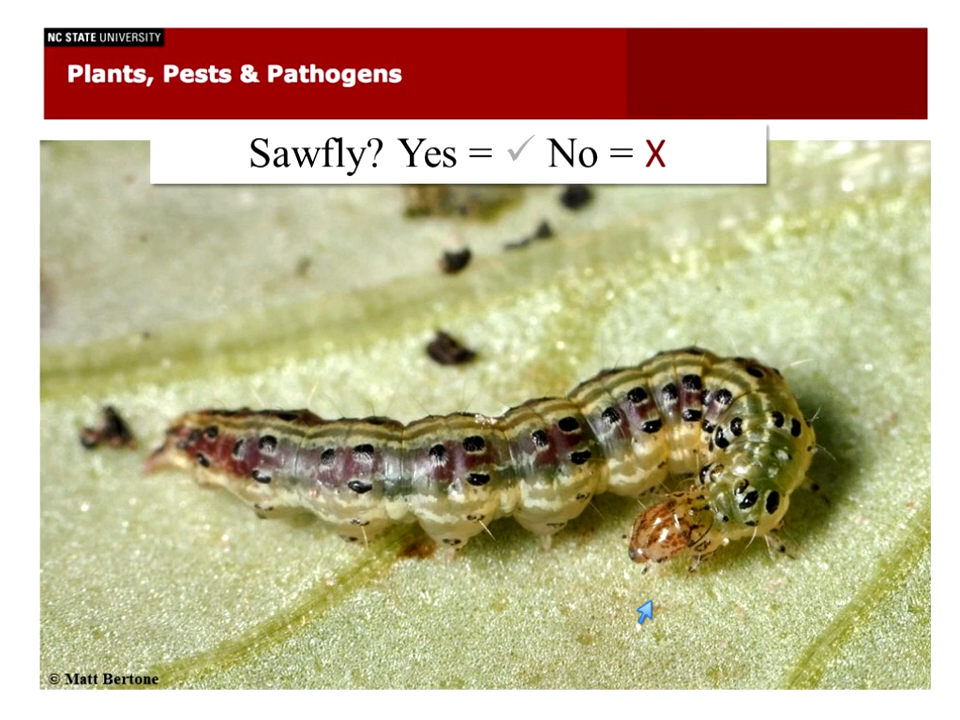 NC STATE UNIVERSITY
Plants, Pests & Pathogens
Sawfly? Yes = ✓ No = X
© Matt Bertone